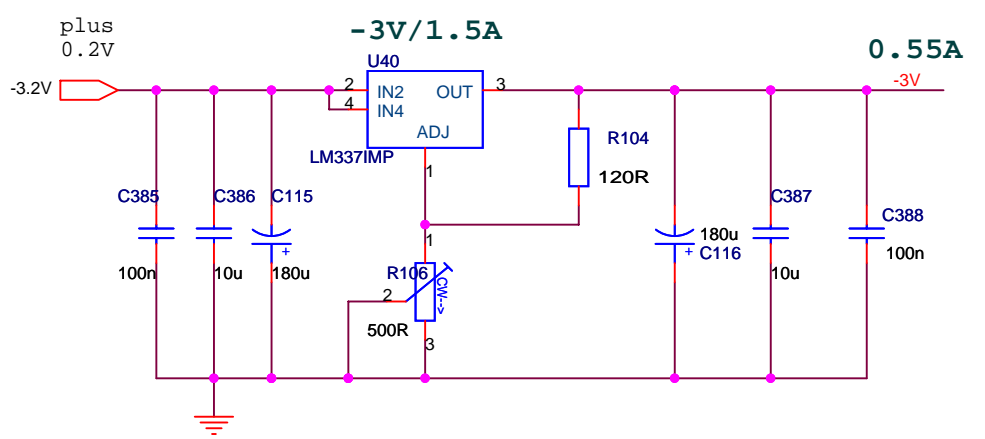 plus
0.2V
-3V/1.5A
0.55A
-3.2V
U40
2
IN2
OUT
3
-3V
4
IN4
ADJ
LM337IMP
1
R104
120R
C385
C386
C115
C387
1
180u
C388
+
+
C116
100n
10u
180u
R106
CW-->
10u
100n
2
500R
3